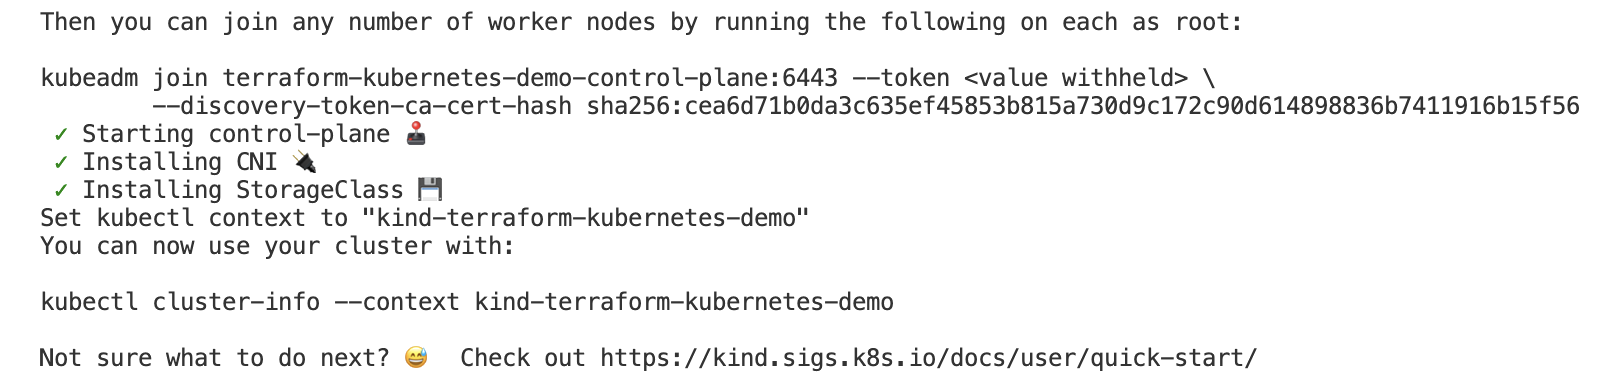 Then you can join any number of worker nodes by running the following on each as root:
kubeadm join terraform-kubernetes-demo-control-plane:6443 --token <value withheld> \
--discovery-token-ca-cert-hash sha256:cea6d71b0da3c635ef45853b815a730d9c172c90d614898836b7411916b15f56
✓ Starting control-plane 🕹️
✓ Installing CNI 🔌
✓ Installing StorageClass 💾
Set kubectl context to "kind-terraform-kubernetes-demo"
You can now use your cluster with:
kubectl cluster-info --context kind-terraform-kubernetes-demo
Not sure what to do next? 😅 Check out https://kind.sigs.k8s.io/docs/user/quick-start/